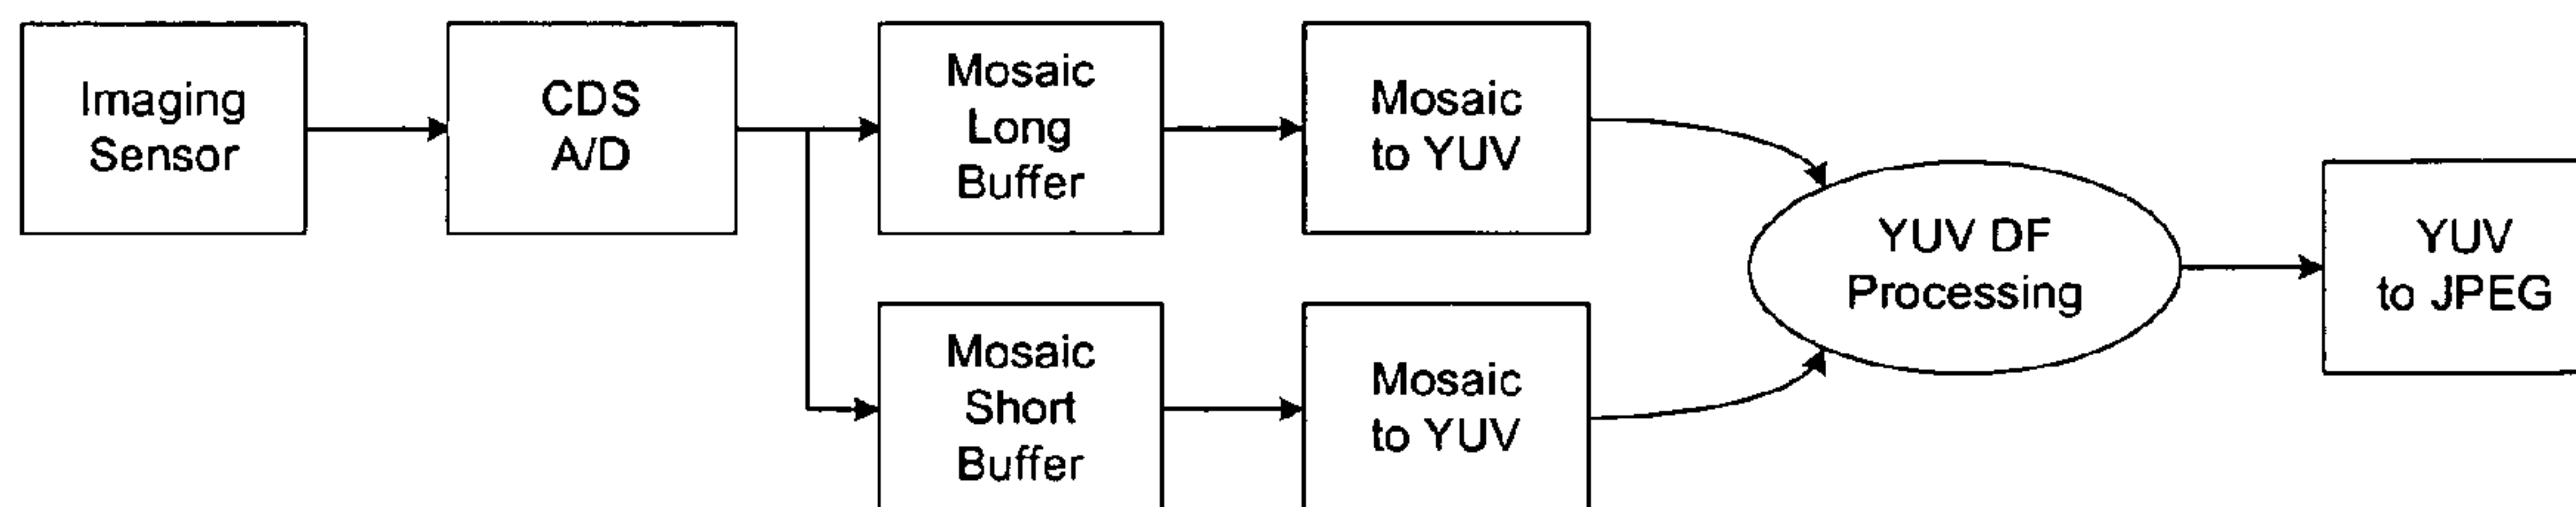 Imaging
Sensor
CDS
A/D
Mosaic
Long
Buffer
Mosaic
to YUV
Mosaic
Short
Buffer
Mosaic
to YUV
YUV DF
Processing
YUV
to JPEG